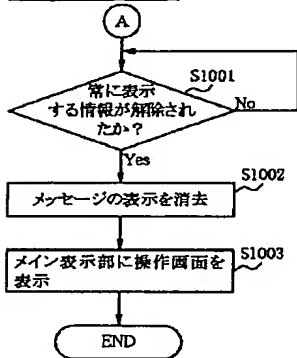 A
常に表示
する情報が解除され
たか？
S1001
No
Yes
メッセージの表示を消去
S1002
メイン表示部に操作画面を
表示
S1003
END